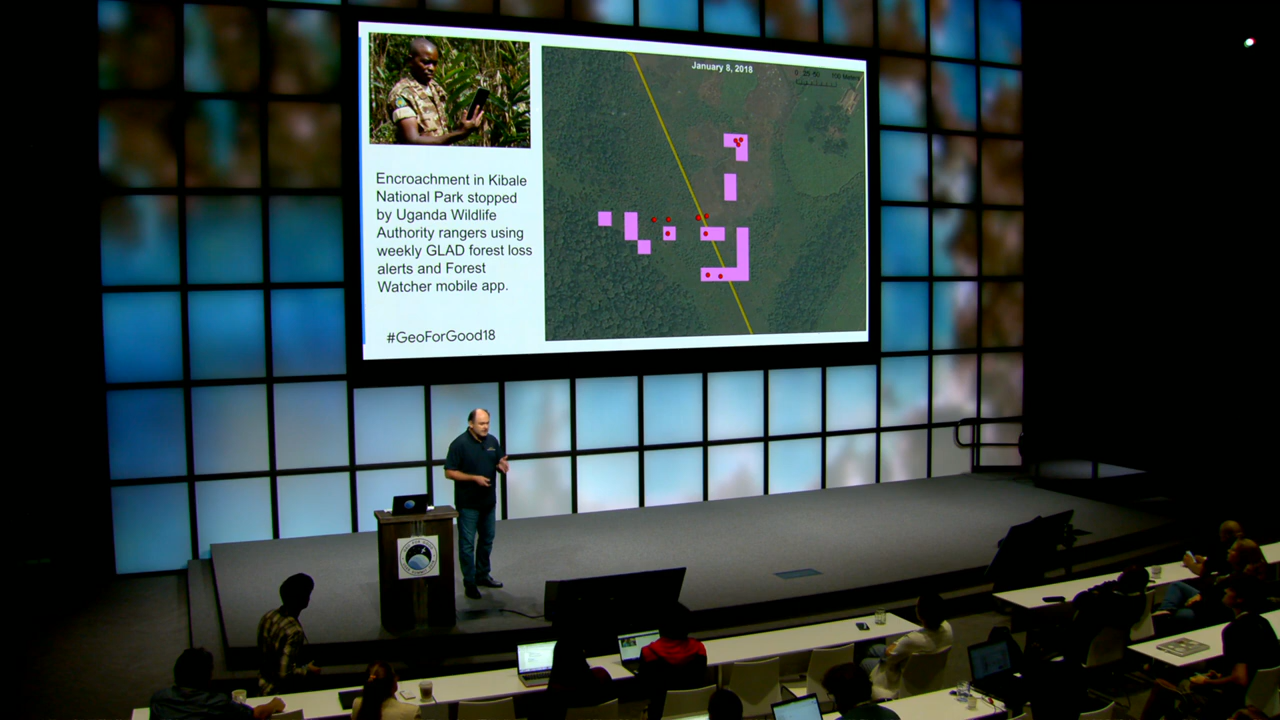 January 8, 2018
Encroachment in Kibale
National Park stopped
by Uganda Wildlife
Authority rangers using
weekly GLAD forest loss
alerts and Forest
Watcher mobile app.
#GeoForGood18